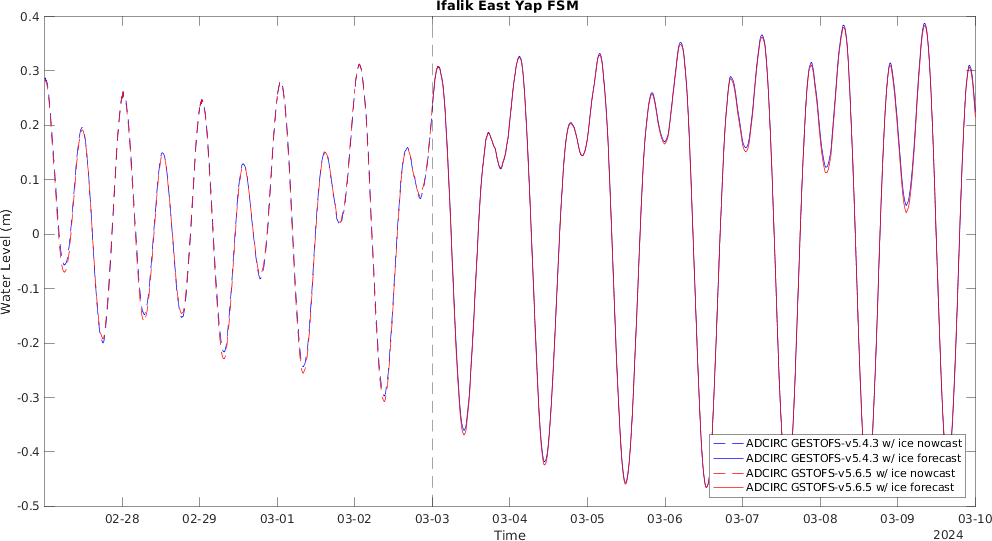 Ifalik East Yap FSM
0.4
0.3
0.2
0.1
0
-0.1
-0.2
-0.3
-0.4
-0.5
Water Level (m)
ADCIRC GESTOFS-v5.4.3 w/ ice nowcast
ADCIRC GESTOFS-v5.4.3 w/ ice forecast
ADCIRC GSTOFS-v5.6.5 w/ ice nowcast
ADCIRC GSTOFS-v5.6.5 w/ ice forecast
02-28 02-29 03-01 03-02 03-03 03-04 03-05 03-06 03-07 03-08 03-09 03-10
Time
2024